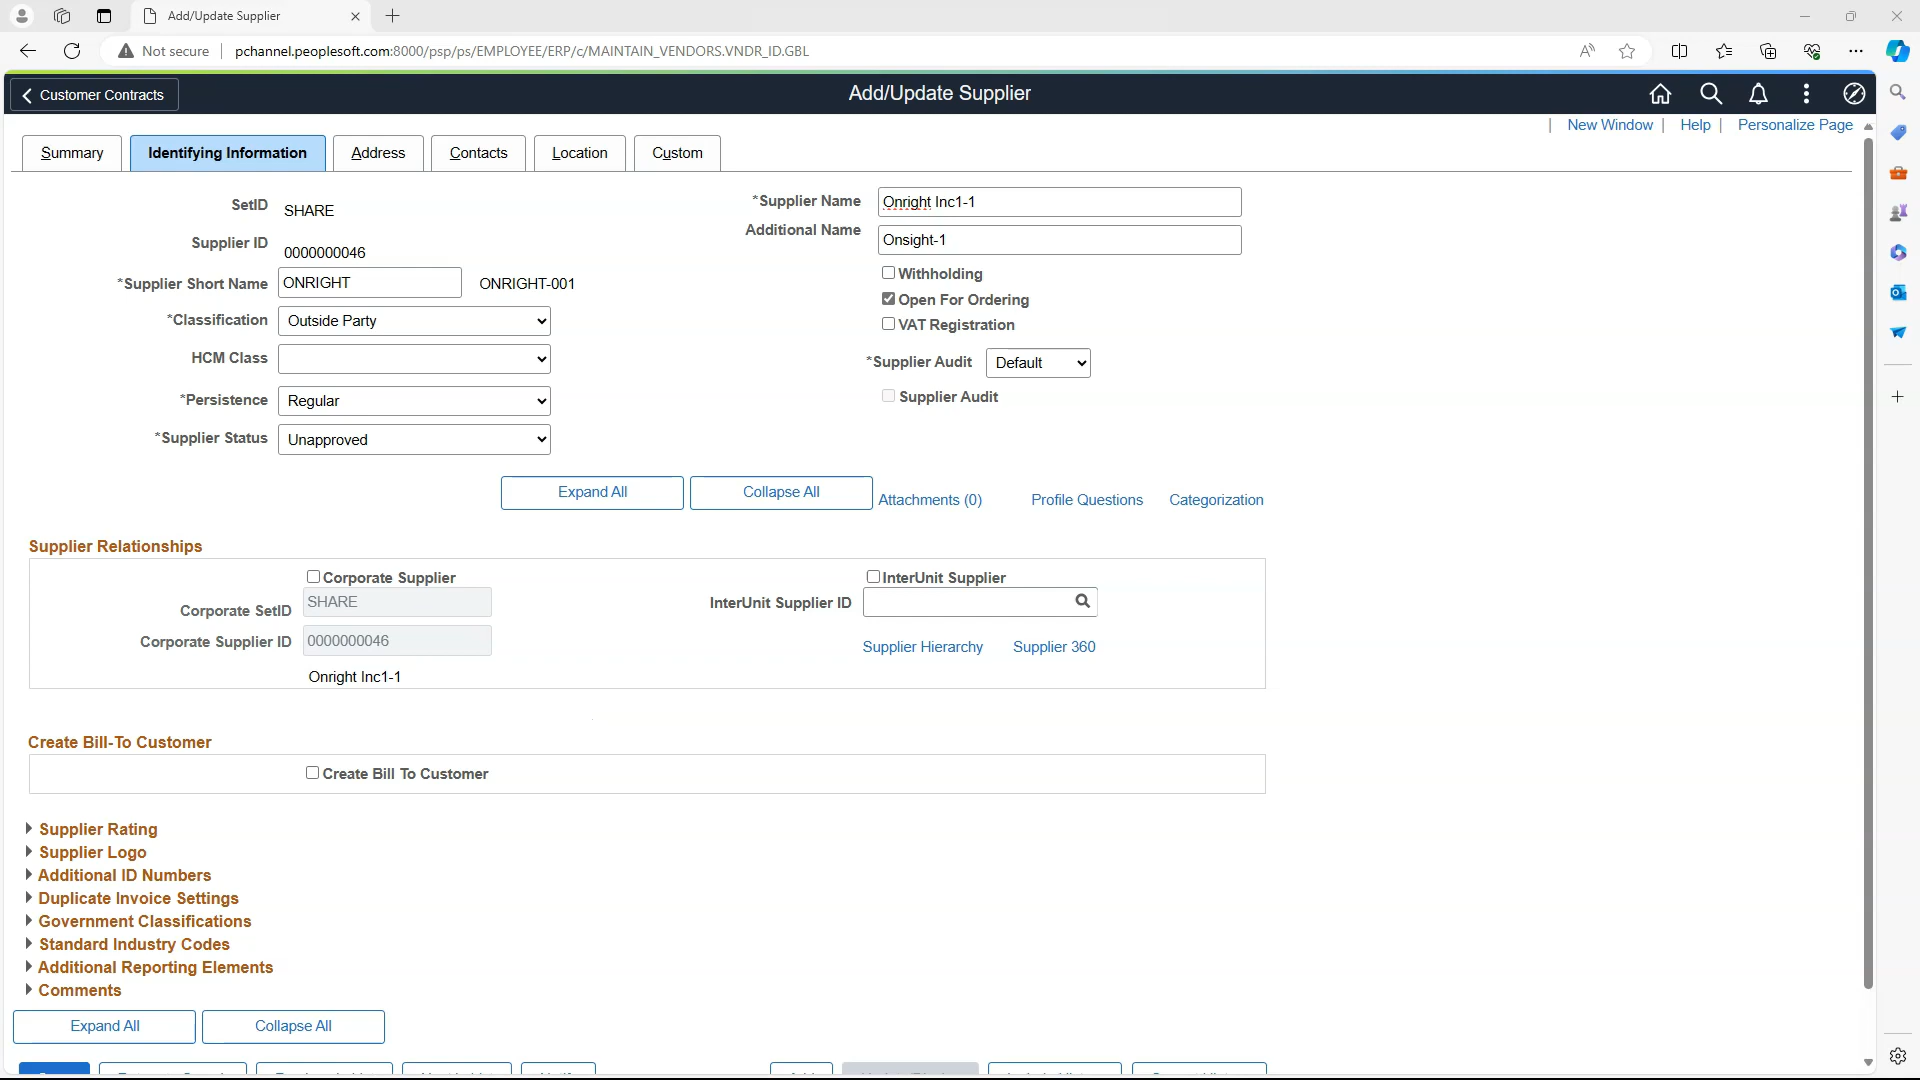 Add/Update Supplier
Not secure
pchannel.peoplesoft.com:8000/psp/ps/EMPLOYEE/ERP/c/MAINTAIN_VENDORS.VNDR_ID.GBL
Customer Contracts
Add/Update Supplier
New Window | Help | Personalize Page
Summary Identifying Information Address Contacts Location Custom
SetID SHARE
*Supplier Name Onright Inc1-1
Additional Name Onsight-1
Supplier ID 0000000046
Withholding
*Supplier Short Name ONRIGHT ONRIGHT-001
Open For Ordering
*Classification Outside Party
VAT Registration
HCM Class
*Supplier Audit Default
*Persistence Regular
Supplier Audit
*Supplier Status Unapproved
Expand All Collapse All Attachments (0) Profile Questions Categorization
Supplier Relationships
Corporate Supplier InterUnit Supplier
Corporate SetID SHARE InterUnit Supplier ID
Corporate Supplier ID 0000000046 Supplier Hierarchy Supplier 360
Onright Inc1-1
Create Bill-To Customer
Create Bill To Customer
Supplier Rating
Supplier Logo
Additional ID Numbers
Duplicate Invoice Settings
Government Classifications
Standard Industry Codes
Additional Reporting Elements
Comments
Expand All Collapse All